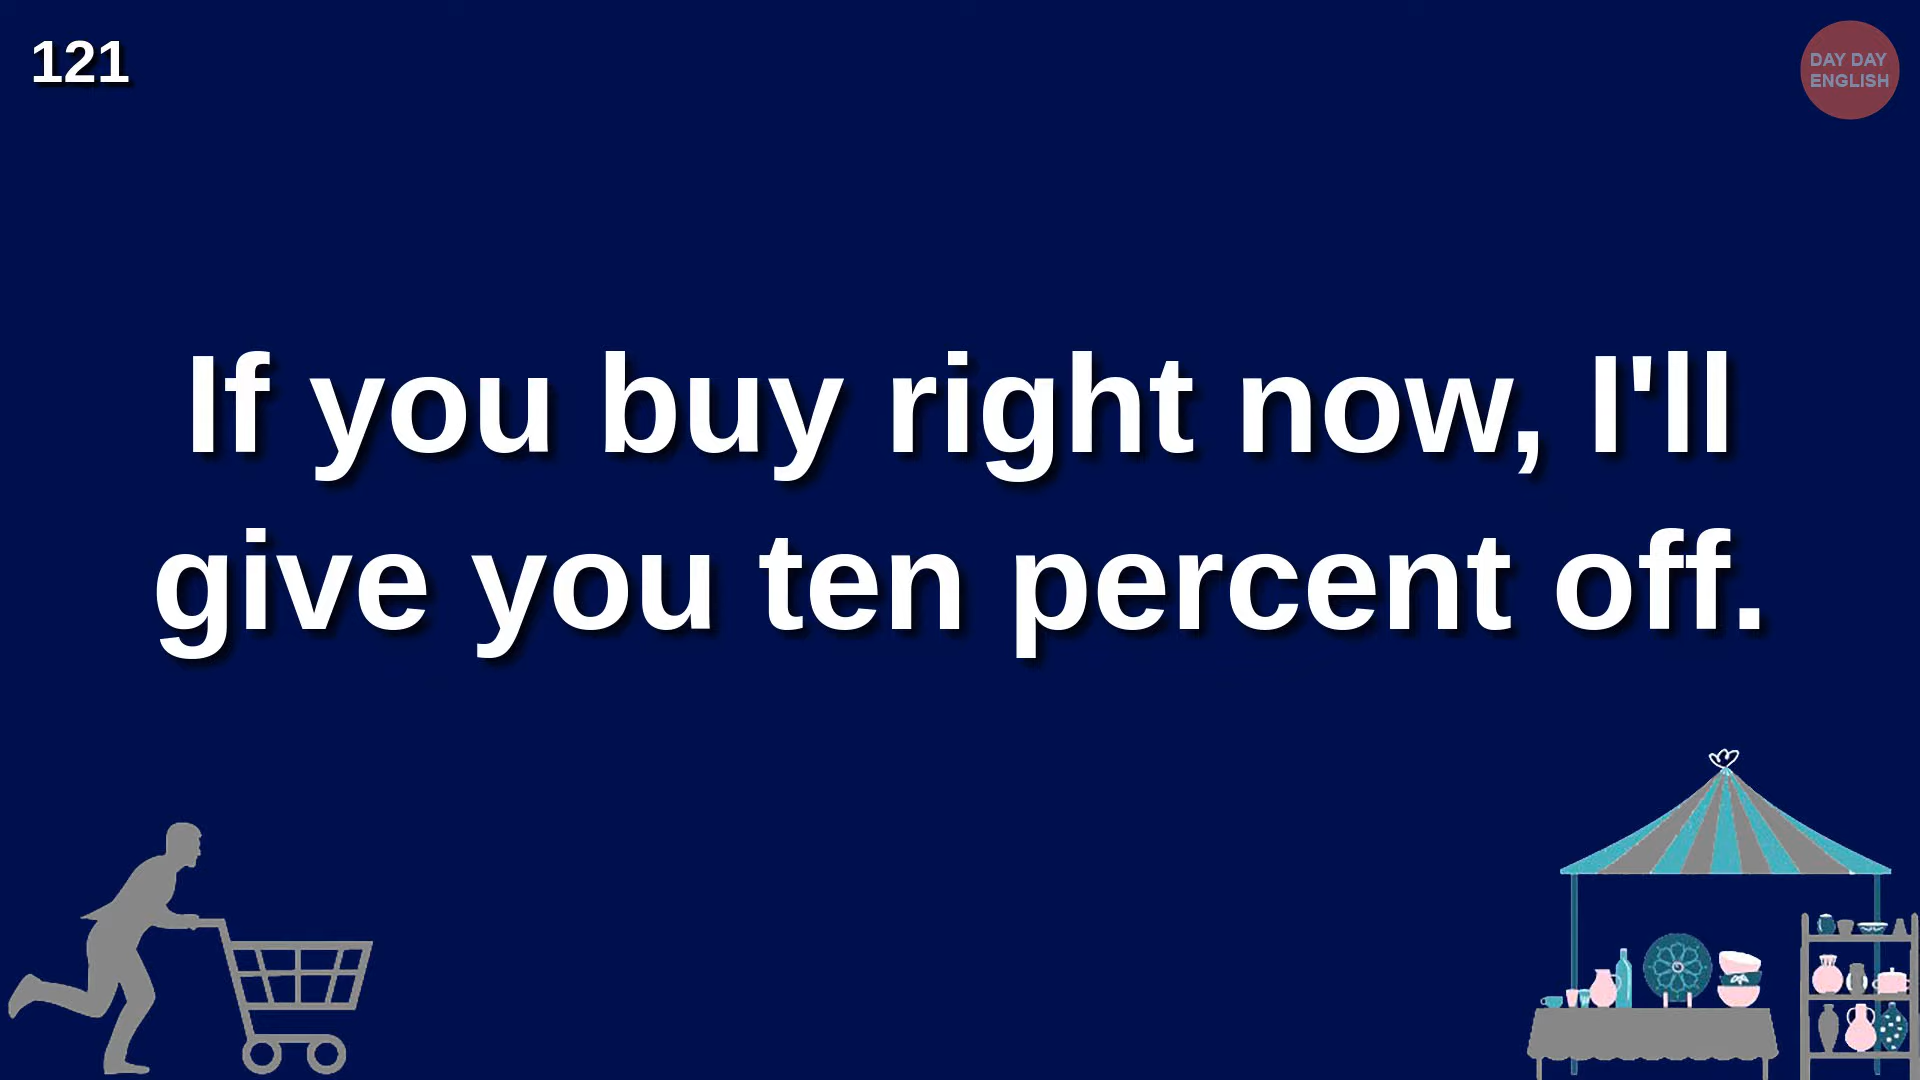 121
DAY DAY
ENGLISH
If you buy right now, I'll
give you ten percent off.